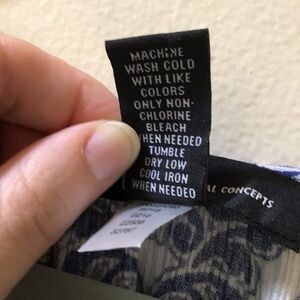 MACHINE
WASH COLD
WITH LIKE
COLORS
ONLY NON-
CHLORINE
BLEACH
WHEN NEEDED
TUMBLE
DRY LOW
COOL IRON
WHEN NEEDED
CONCEPTS